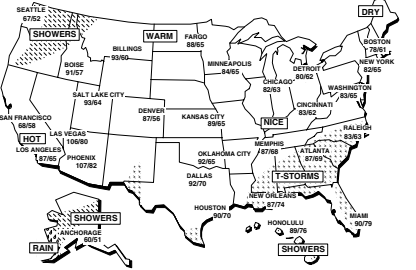 SEATTLE
67/52
SHOWERS
WARM
FARGO
88/65
DRY
BOSTON
78/61
BILLINGS
93/60
BOISE
91/57
MINNEAPOLIS
84/65
DETROIT
80/62
NEW YORK
82/65
CHICAGO
82/63
WASHINGTON
83/65
SALT LAKE CITY
93/64
CINCINNATI
83/62
DENVER
87/56
KANSAS CITY
89/65
SAN FRANCISCO
68/58
NICE
RALEIGH
83/63
LAS VEGAS
106/80
HOT
LOS ANGELES
87/65
PHOENIX
107/82
OKLAHOMA CITY
92/65
MEMPHIS
87/68
ATLANTA
87/69
DALLAS
92/70
T-STORMS
NEW ORLEANS
87/74
HOUSTON
90/70
MIAMI
90/79
SHOWERS
ANCHORAGE
60/51
RAIN
HONOLULU
89/76
SHOWERS